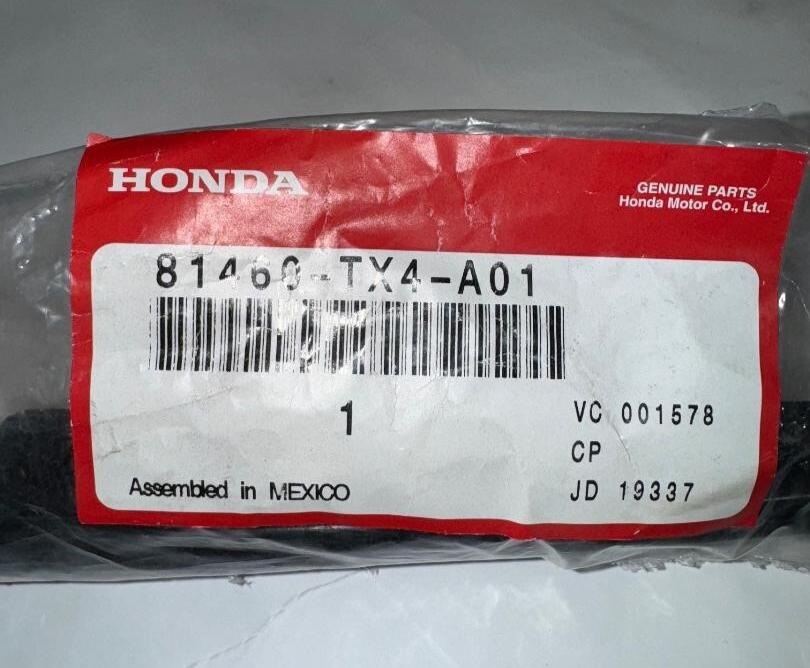 HONDA
GENUINE PARTS
Honda Motor Co., Ltd.
81460-TX4-A01
1
VC 001578
CP
Assembled in MEXICO
JD 19337